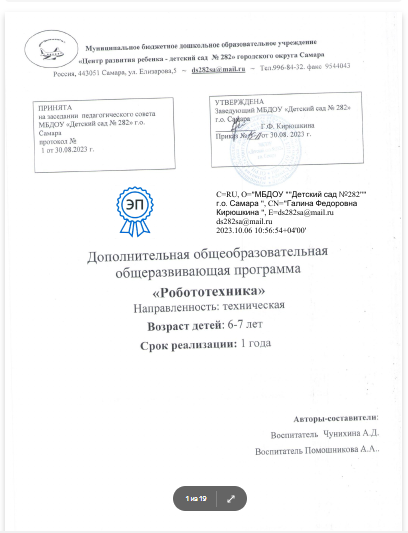 Муниципальное бюджетное дошкольное образовательное учреждение
«Центр развития ребенка - детский сад № 282» городского округа Самара
Россия, 443051 Самара, ул. Елизарова,5 ~ ds282sa@mail.ru ~ Тел.996-84-32. факс 9544043
ПРИНЯТА
на заседании педагогического совета
МБДОУ «Детский сад № 282» г.о.
Самара
протокол №
1 от 30.08.2023 г.
УТВЕРЖДЕНА
Заведующий МБДОУ «Детский сад № 282»
г.о. Самара
Г.Ф. Кирюшкина
Приказ № от 30.08. 2023 г.
ЭП
C=RU, O="МБДОУ ""Детский сад №282""
г.о. Самара ", CN="Галина Федоровна
Кирюшкина ", E=ds282sa@mail.ru
ds282sa@mail.ru
2023.10.06 10:56:54+04'00'
Дополнительная общеобразовательная
общеразвивающая программа
«Робототехника»
Направленность: техническая
Возраст детей: 6-7 лет
Срок реализации: 1 года
Авторы-составители:
Воспитатель Чунихина А.Д.
Воспитатель Помошникова А.А..
1 из 19